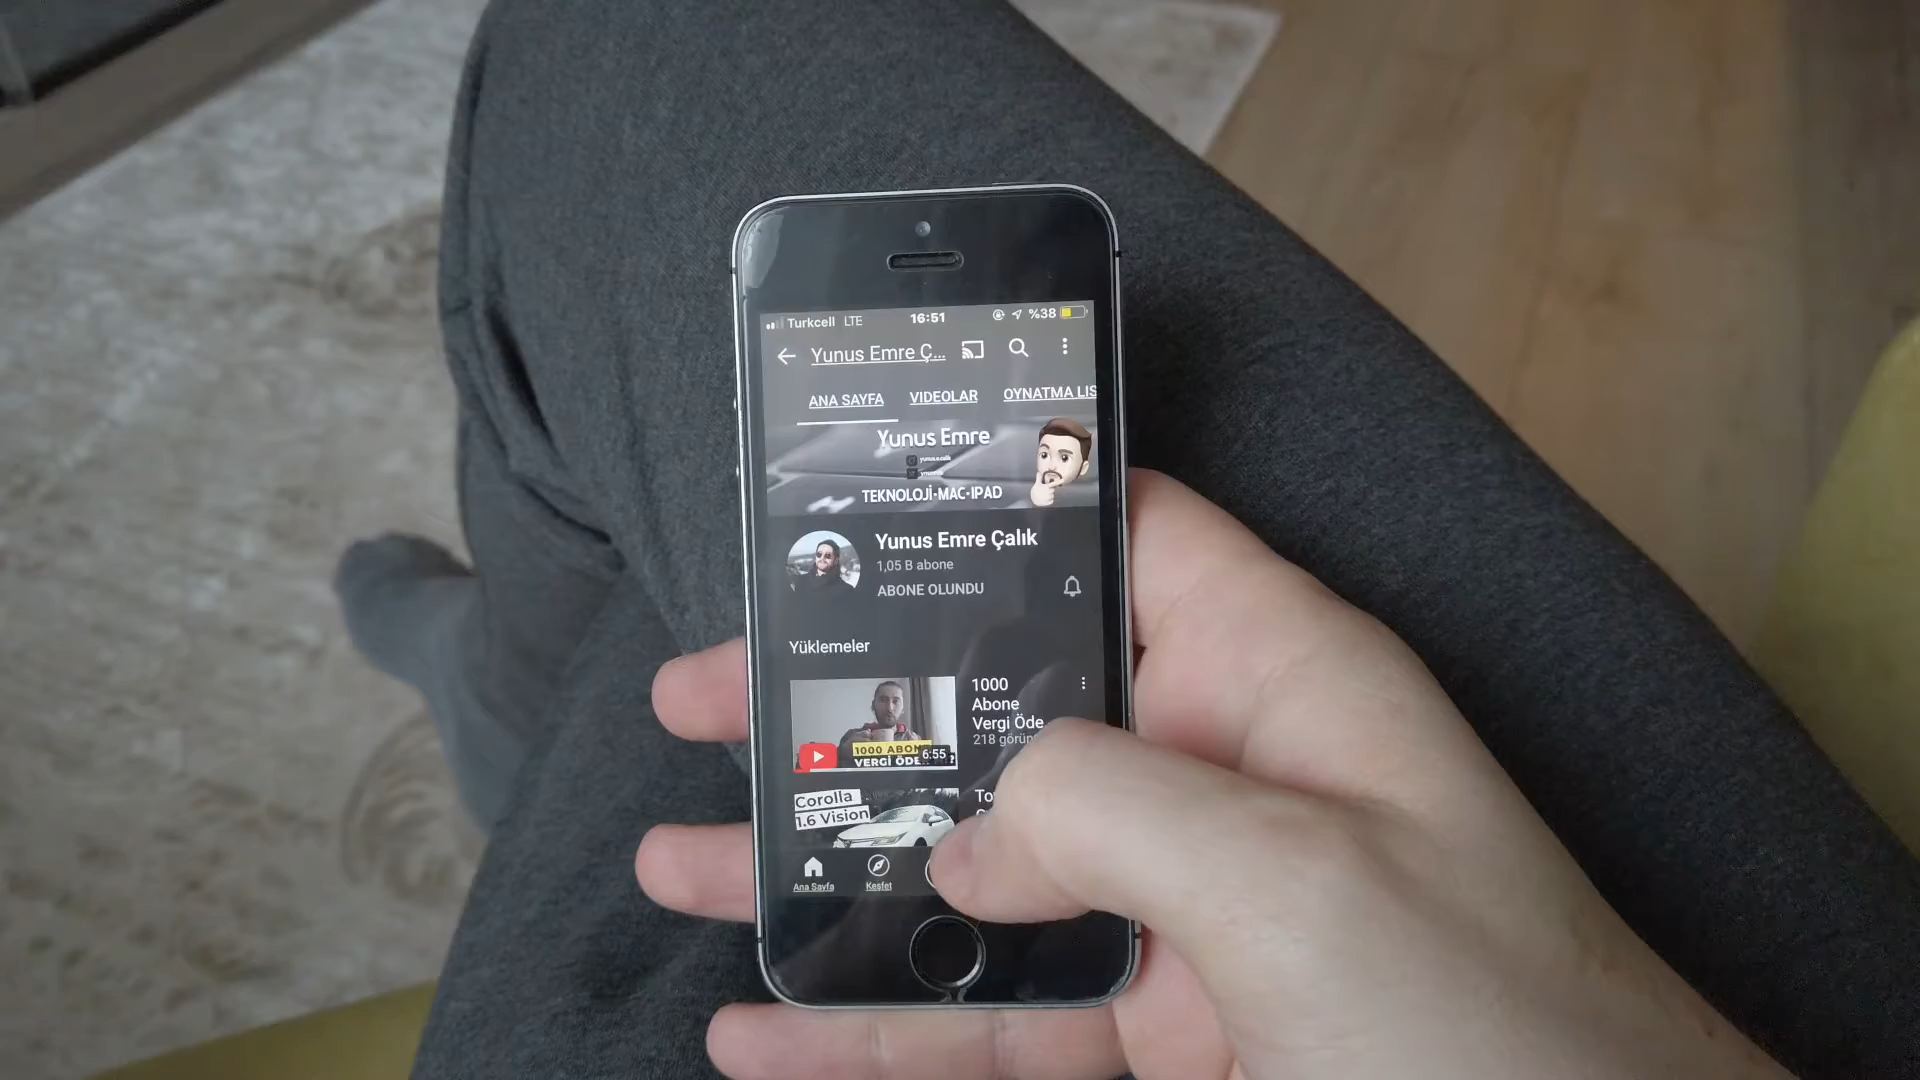 Turkcell LTE 16:51 %38
Yunus Emre Ç...
ANA SAYFA VIDEOLAR OYNATMA LIS
Yunus Emre
TEKNOLOJİ-MAC-IPAD
Yunus Emre Çalık
1,05 B abone
ABONE OLUNDU
Yüklemeler
1000
Abone
Vergi Öde
218 görün
1000 ABON
6:55
VERGİ ÖDE
Corolla
1.6 Vision
To
Ana Sayfa Keşfet